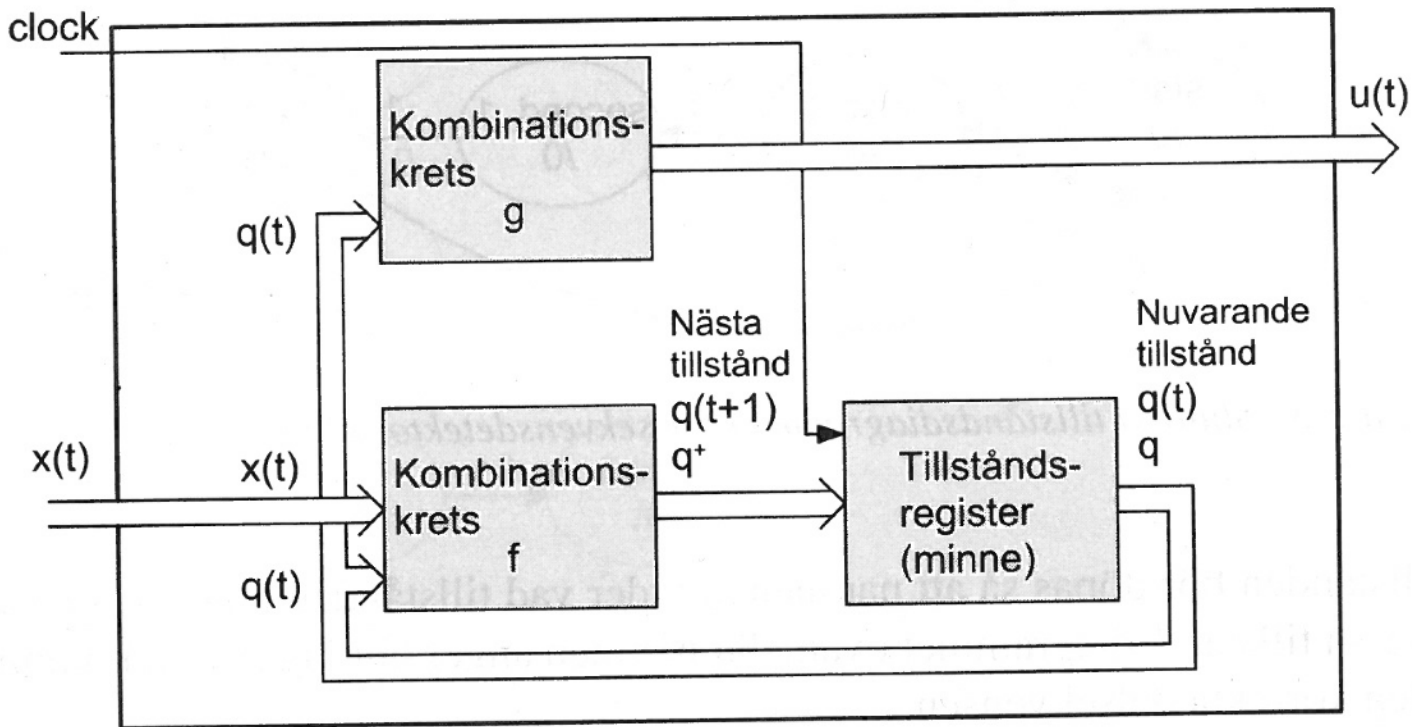 clock
Kombinations-
krets
g
u(t)
q(t)
Nästa
tillstånd
q(t+1)
q⁺
Nuvarande
tillstånd
q(t)
q
x(t)
x(t)
Kombinations-
krets
f
q(t)
Tillstånds-
register
(minne)